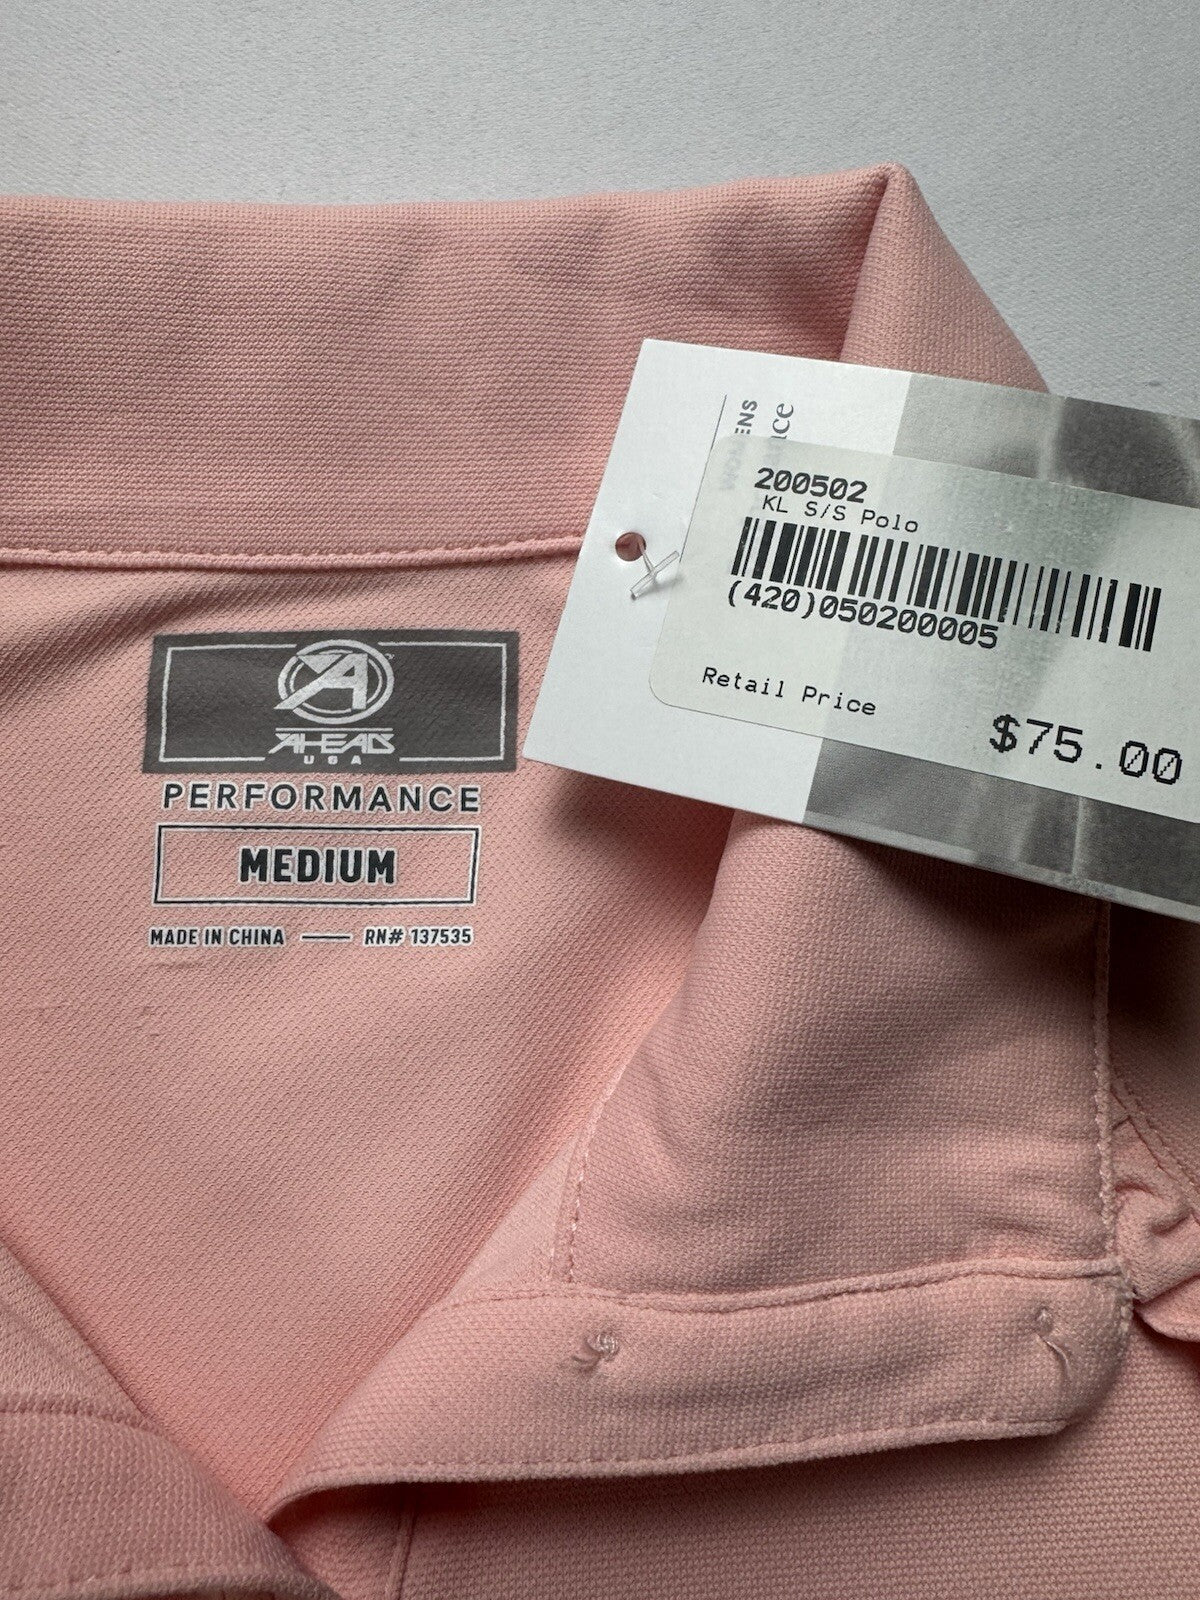 A
AHEAD
USA
PERFORMANCE
MEDIUM
MADE IN CHINA — RN# 137535
200502
KL S/S Polo
(420)050200005
Retail Price
$75.00